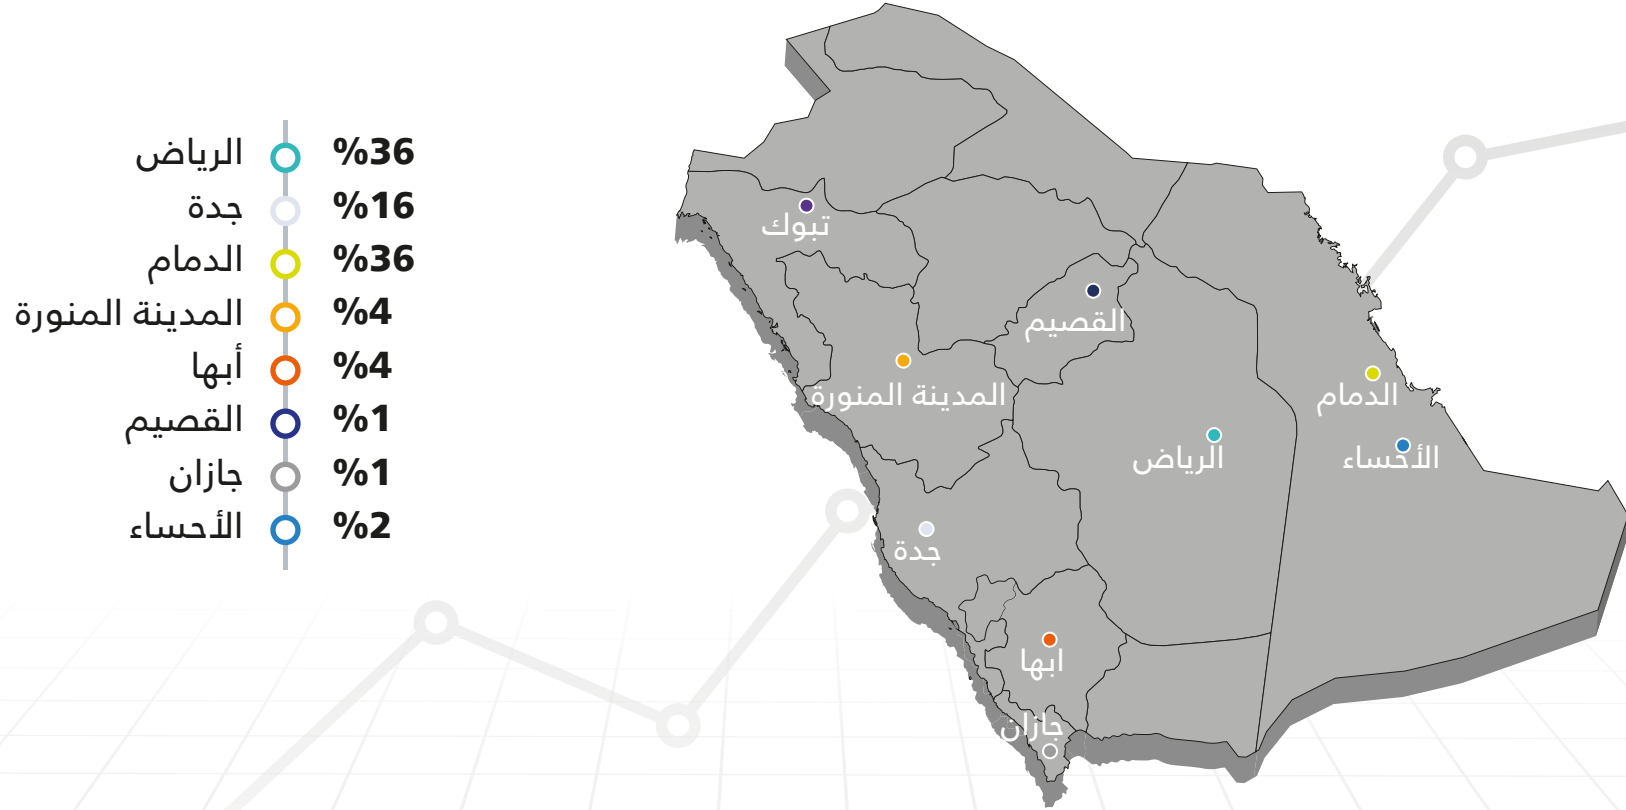 الرياض %36
جدة %16
الدمام %36
المدينة المنورة %4
أبها %4
القصيم %1
جازان %1
الأحساء %2
تبوك
القصيم
المدينة المنورة
الدمام
الرياض
الأحساء
جدة
ابها
جازان